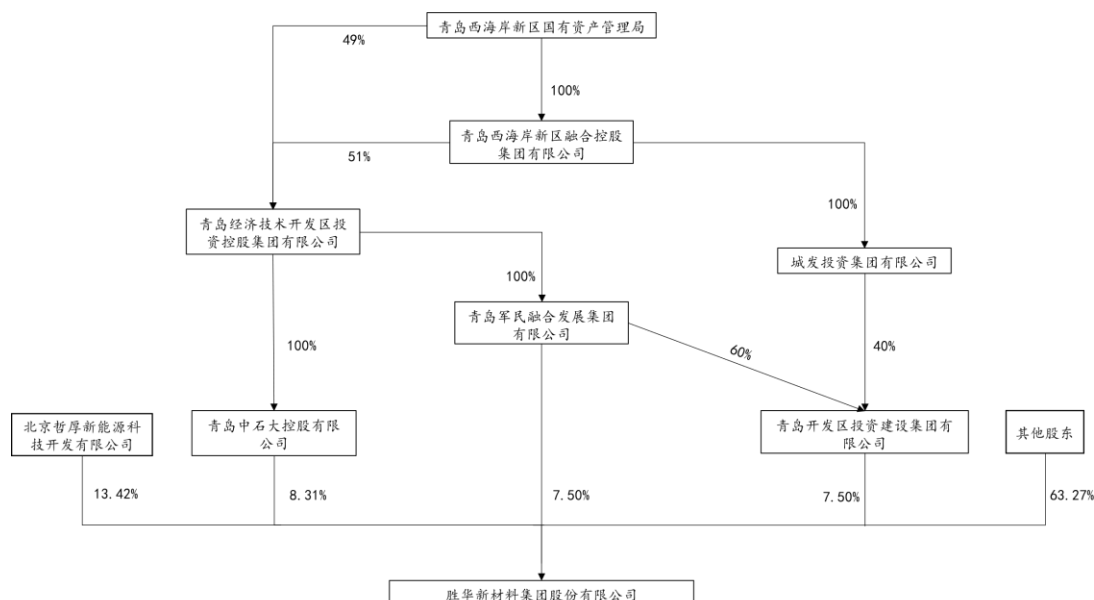 青岛西海岸新区国有资产管理局
49%
100%
青岛西海岸新区融合控股
集团有限公司
51%
100%
青岛经济技术开发区投
资控股集团有限公司
城发投资集团有限公司
100%
青岛军民融合发展集团
有限公司
100%
60%
40%
北京哲厚新能源科
技开发有限公司
青岛中石大控股有限
公司
青岛开发区投资建设集团有
限公司
其他股东
13.42%
8.31%
7.50%
7.50%
63.27%
胜华新材料集团股份有限公司